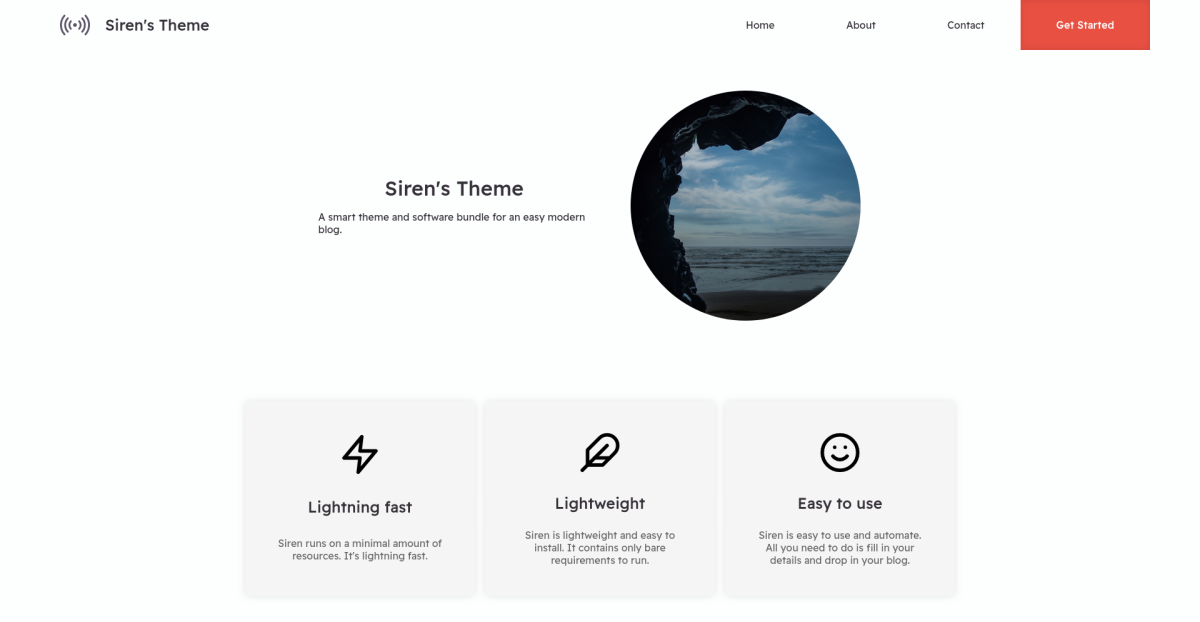 Siren's Theme
Home
About
Contact
Get Started
Siren's Theme
A smart theme and software bundle for an easy modern
blog.
Lightning fast
Siren runs on a minimal amount of
resources. It's lightning fast.
Lightweight
Siren is lightweight and easy to
install. It contains only bare
requirements to run.
Easy to use
Siren is easy to use and automate.
All you need to do is fill in your
details and drop in your blog.